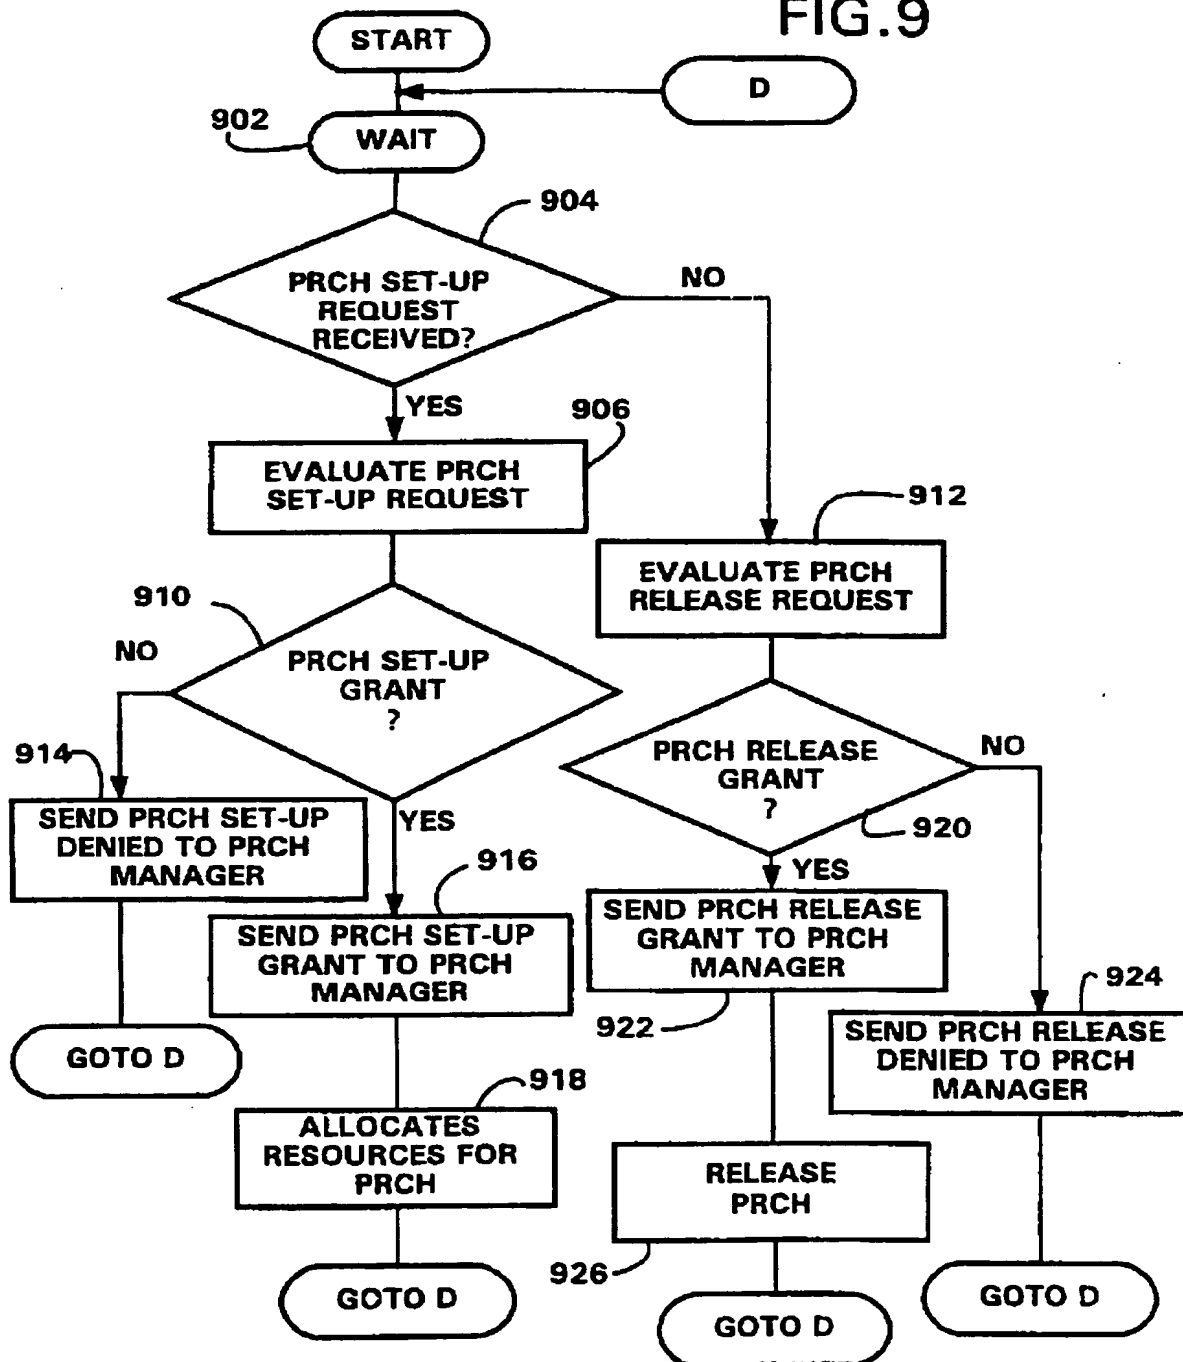 FIG.9
START
D
902
WAIT
904
PRCH SET-UP
REQUEST
RECEIVED?
NO
YES
906
EVALUATE PRCH
SET-UP REQUEST
912
EVALUATE PRCH
RELEASE REQUEST
910
NO
PRCH SET-UP
GRANT
?
PRCH RELEASE
GRANT
?
NO
920
914
SEND PRCH SET-UP
DENIED TO PRCH
MANAGER
YES
916
YES
SEND PRCH SET-UP
GRANT TO PRCH
MANAGER
SEND PRCH RELEASE
GRANT TO PRCH
MANAGER
922
924
SEND PRCH RELEASE
DENIED TO PRCH
MANAGER
GOTO D
918
ALLOCATES
RESOURCES FOR
PRCH
RELEASE
PRCH
926
GOTO D
GOTO D
GOTO D